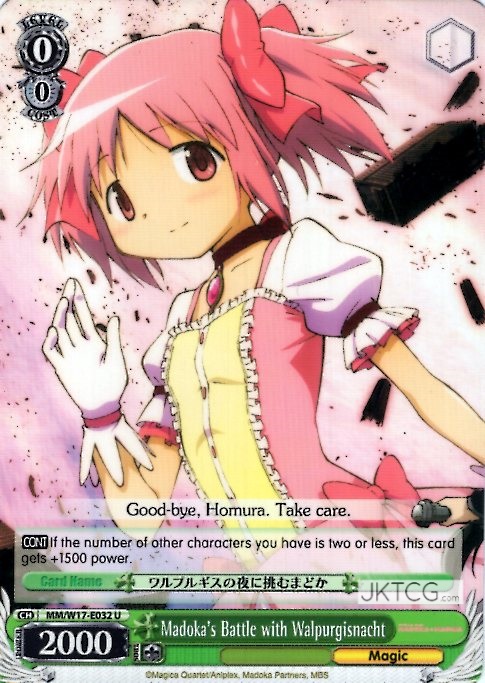 LEVEL
0
0
COST
Good-bye, Homura. Take care.
CONT If the number of other characters you have is two or less, this card
gets +1500 power.
Card Name
ワルプルギスの夜に挑むまどか
JKTCG.com
CH MM/W17-E032 U
Madoka's Battle with Walpurgisnacht
POWER
2000
SOUL
Magic
©Magica Quartet/Aniplex, Madoka Partners, MBS